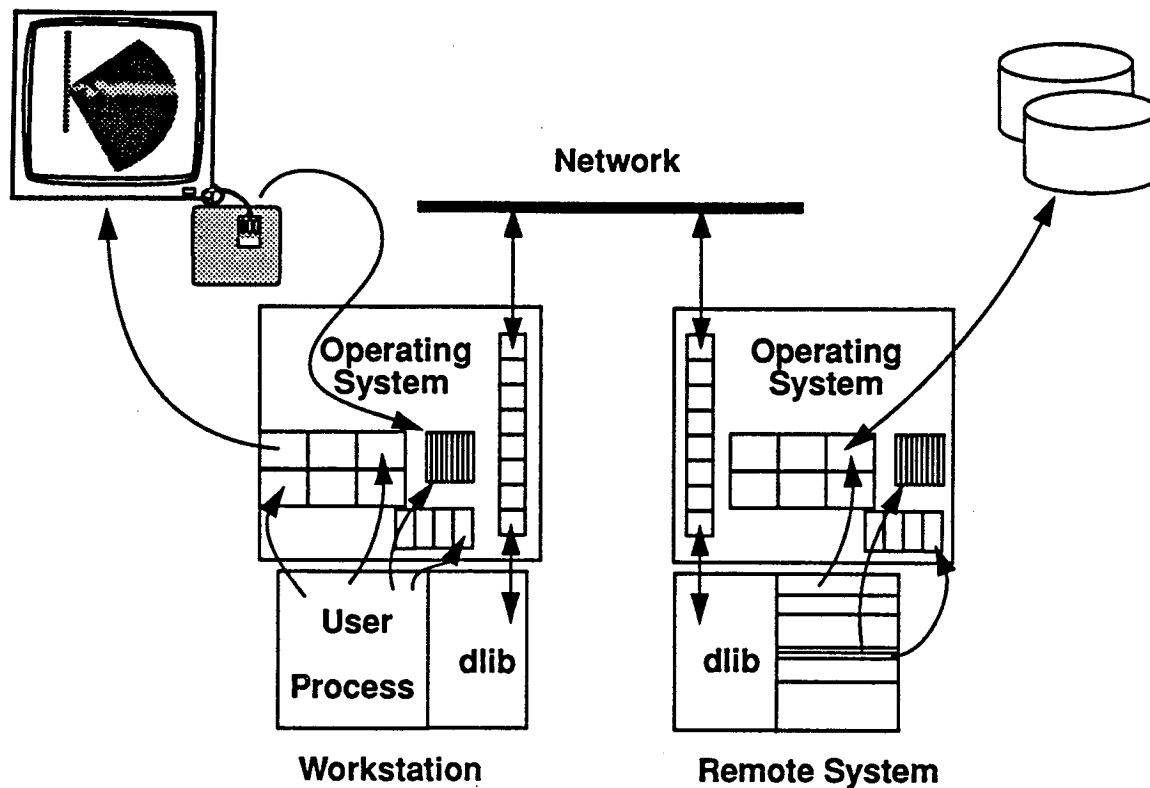 Network
Operating
System
Operating
System
User
Process
dlib
dlib
Workstation
Remote System